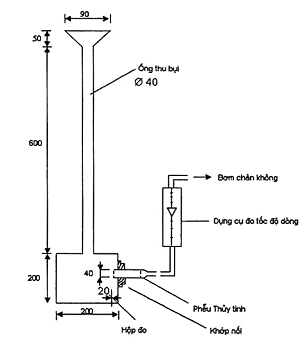 90
50
Ống thu bụi
Ø 40
600
Bơm chân không
Dụng cụ đo tốc độ dòng
200
40
20
200
Phễu Thủy tinh
Hộp đo
Khớp nối